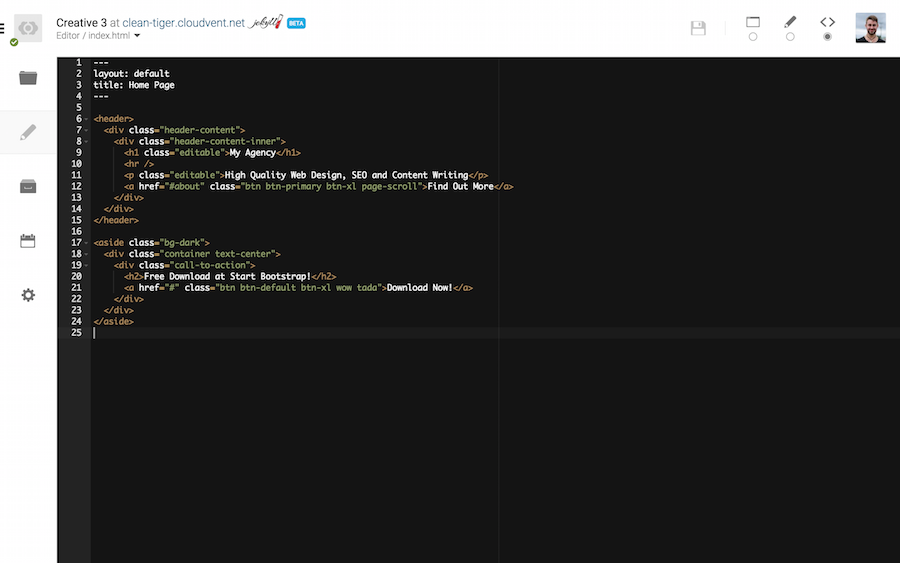 Creative 3 at clean-tiger.cloudvent.net jekyll BETA
Editor / index.html
1 ---
2 layout: default
3 title: Home Page
4 ---
5
6 <header>
7 <div class="header-content">
8 <div class="header-content-inner">
9 <h1 class="editable">My Agency</h1>
10 <hr />
11 <p class="editable">High Quality Web Design, SEO and Content Writing</p>
12 <a href="#about" class="btn btn-primary btn-xl page-scroll">Find Out More</a>
13 </div>
14 </div>
15 </header>
16
17 <aside class="bg-dark">
18 <div class="container text-center">
19 <div class="call-to-action">
20 <h2>Free Download at Start Bootstrap!</h2>
21 <a href="#" class="btn btn-default btn-xl wow tada">Download Now!</a>
22 </div>
23 </div>
24 </aside>
25